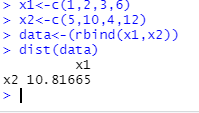 > x1<-c(1,2,3,6)
> x2<-c(5,10,4,12)
> data<-(rbind(x1,x2))
> dist(data)
x1
x2 10.81665
>